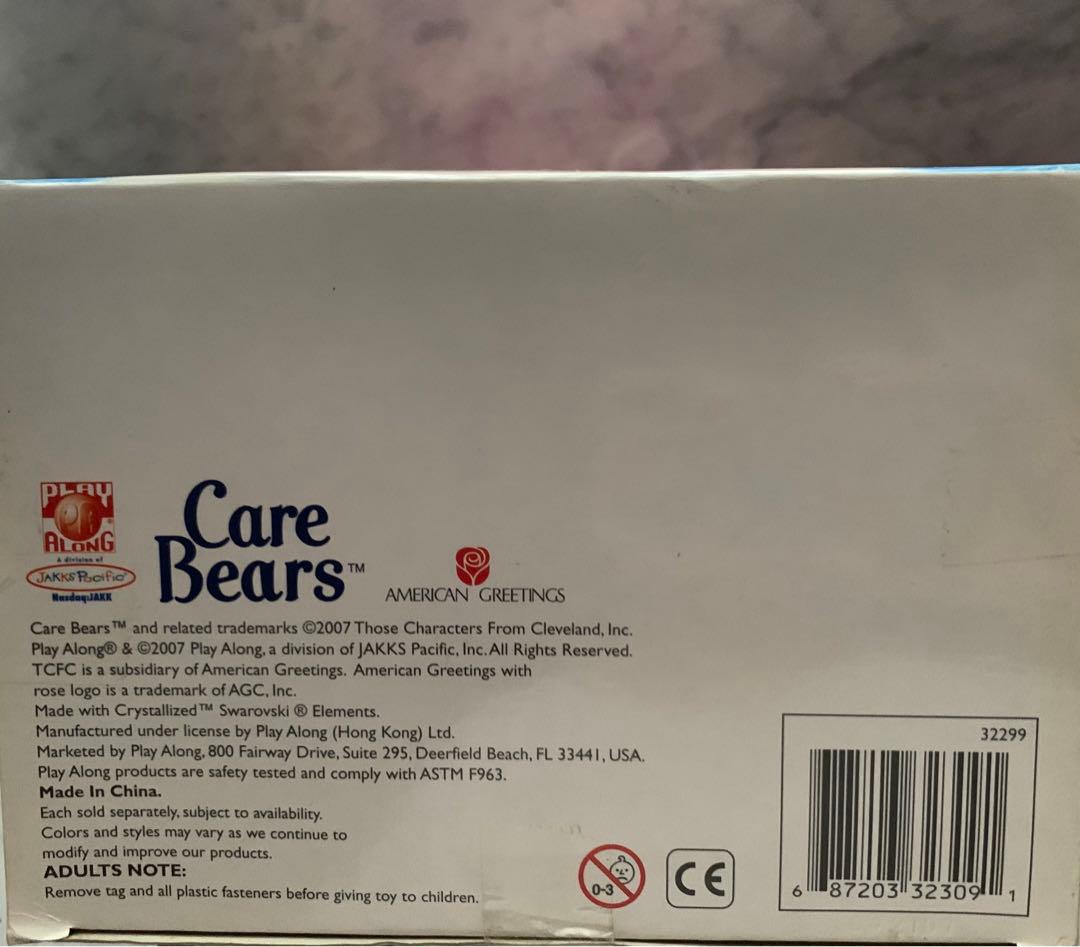 PLAY
ALONG
A division of
JAKKS Pacific
Nasdaq:JAKK
Care
Bears™
AMERICAN GREETINGS
Care Bears™ and related trademarks ©2007 Those Characters From Cleveland, Inc.
Play Along® & ©2007 Play Along, a division of JAKKS Pacific, Inc. All Rights Reserved.
TCFC is a subsidiary of American Greetings. American Greetings with
rose logo is a trademark of AGC, Inc.
Made with Crystallized™ Swarovski ® Elements.
Manufactured under license by Play Along (Hong Kong) Ltd.
Marketed by Play Along, 800 Fairway Drive, Suite 295, Deerfield Beach, FL 33441, USA.
Play Along products are safety tested and comply with ASTM F963.
Made In China.
Each sold separately, subject to availability.
Colors and styles may vary as we continue to
modify and improve our products.
ADULTS NOTE:
Remove tag and all plastic fasteners before giving toy to children.
0-3
CE
32299
6 87203 32309 1